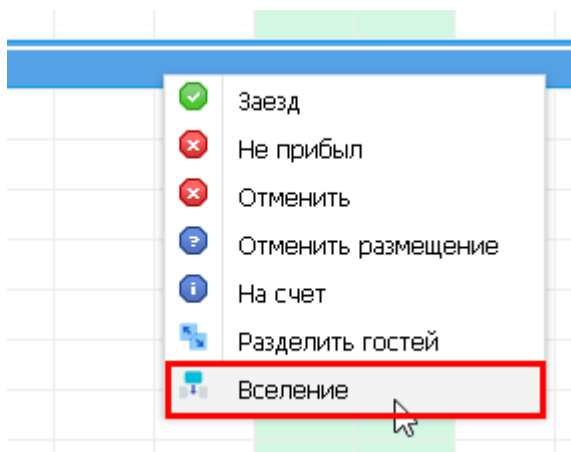 Заезд
Не прибыл
Отменить
Отменить размещение
На счет
Разделить гостей
Вселение